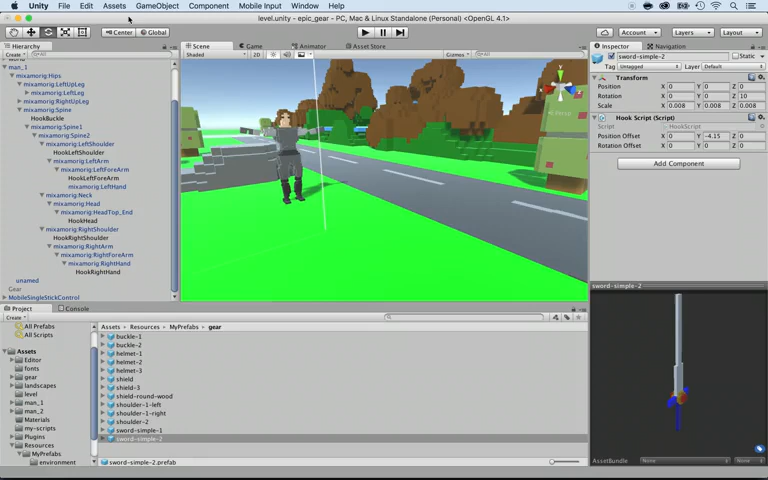 Unity File Edit Assets GameObject Component Mobile Input Window Help
level.unity - epic_gear - PC, Mac & Linux Standalone (Personal) <OpenGL 4.1>
Center Global Account Layers Layout
Hierarchy
Create
man_1
mixamorig:Hips
mixamorig:LeftUpLeg
mixamorig:LeftLeg
mixamorig:RightUpLeg
mixamorig:Spine
HookBuckle
mixamorig:Spine1
mixamorig:Spine2
mixamorig:LeftShoulder
HookLeftShoulder
mixamorig:LeftArm
mixamorig:LeftForeArm
HookLeftForeArm
mixamorig:LeftHand
mixamorig:Neck
mixamorig:Head
mixamorig:HeadTop_End
HookHead
mixamorig:RightShoulder
HookRightShoulder
mixamorig:RightArm
mixamorig:RightForeArm
mixamorig:RightHand
HookRightHand
unamed
Gear
MobileSingleStickControl
Scene Game Animator Asset Store
Shaded 2D Gizmos
Inspector Navigation
sword-simple-2 Static
Tag Untagged Layer Default
Transform
Position X 0 Y 0 Z 0
Rotation X 0 Y 0 Z 10
Scale X 0.008 Y 0.008 Z 0.008
Hook Script (Script)
Script HookScript
Position Offset X 0 Y -4.15 Z 0
Rotation Offset X 0 Y 0 Z 0
Add Component
Project Console
Create
All Prefabs
All Scripts
Assets
Editor
fonts
gear
landscapes
level
man_1
man_2
Materials
my-scripts
Plugins
Resources
MyPrefabs
environment
Assets Resources MyPrefabs gear
buckle-1
buckle-2
helmet-1
helmet-2
helmet-3
shield
shield-3
shield-round-wood
shoulder-1-left
shoulder-1-right
shoulder-2
sword-simple-1
sword-simple-2
sword-simple-2.prefab
sword-simple-2
AssetBundle None None